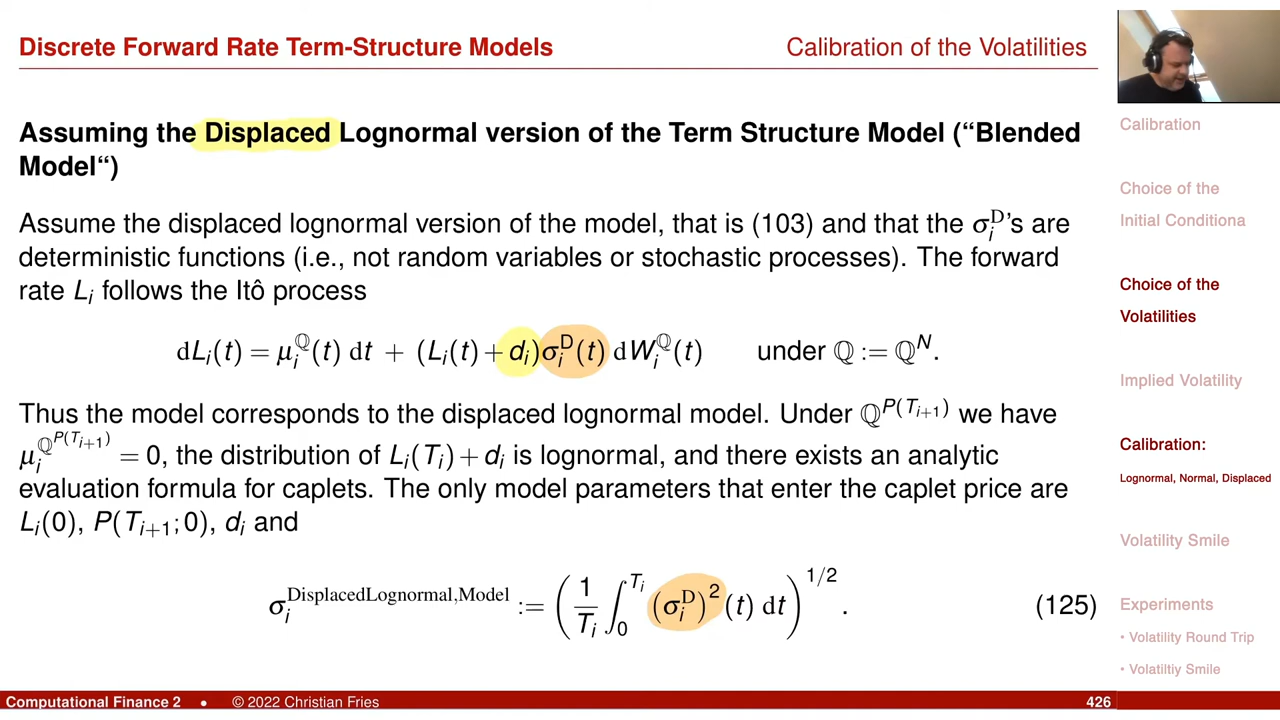 Discrete Forward Rate Term-Structure Models
Calibration of the Volatilities
Assuming the Displaced Lognormal version of the Term Structure Model (“Blended
Model“)
Assume the displaced lognormal version of the model, that is (103) and that the σ_i^D's are
deterministic functions (i.e., not random variables or stochastic processes). The forward
rate L_i follows the Itô process
dL_i(t) = μ_i^ℚ(t) dt + (L_i(t) + d_i)σ_i^D(t) dW_i^ℚ(t) under ℚ := ℚ^N.
Thus the model corresponds to the displaced lognormal model. Under ℚ^{P(T_{i+1})} we have
μ_i^{ℚ^{P(T_{i+1})}} = 0, the distribution of L_i(T_i) + d_i is lognormal, and there exists an analytic
evaluation formula for caplets. The only model parameters that enter the caplet price are
L_i(0), P(T_{i+1};0), d_i and
σ_i^{DisplacedLognormal,Model} := (1/T_i ∫_0^{T_i} (σ_i^D)^2 (t) dt)^{1/2}. (125)
Calibration
Choice of the
Initial Conditiona
Choice of the
Volatilities
Implied Volatility
Calibration:
Lognormal, Normal, Displaced
Volatility Smile
Experiments
• Volatility Round Trip
• Volatiltiy Smile
Computational Finance 2 • © 2022 Christian Fries 426